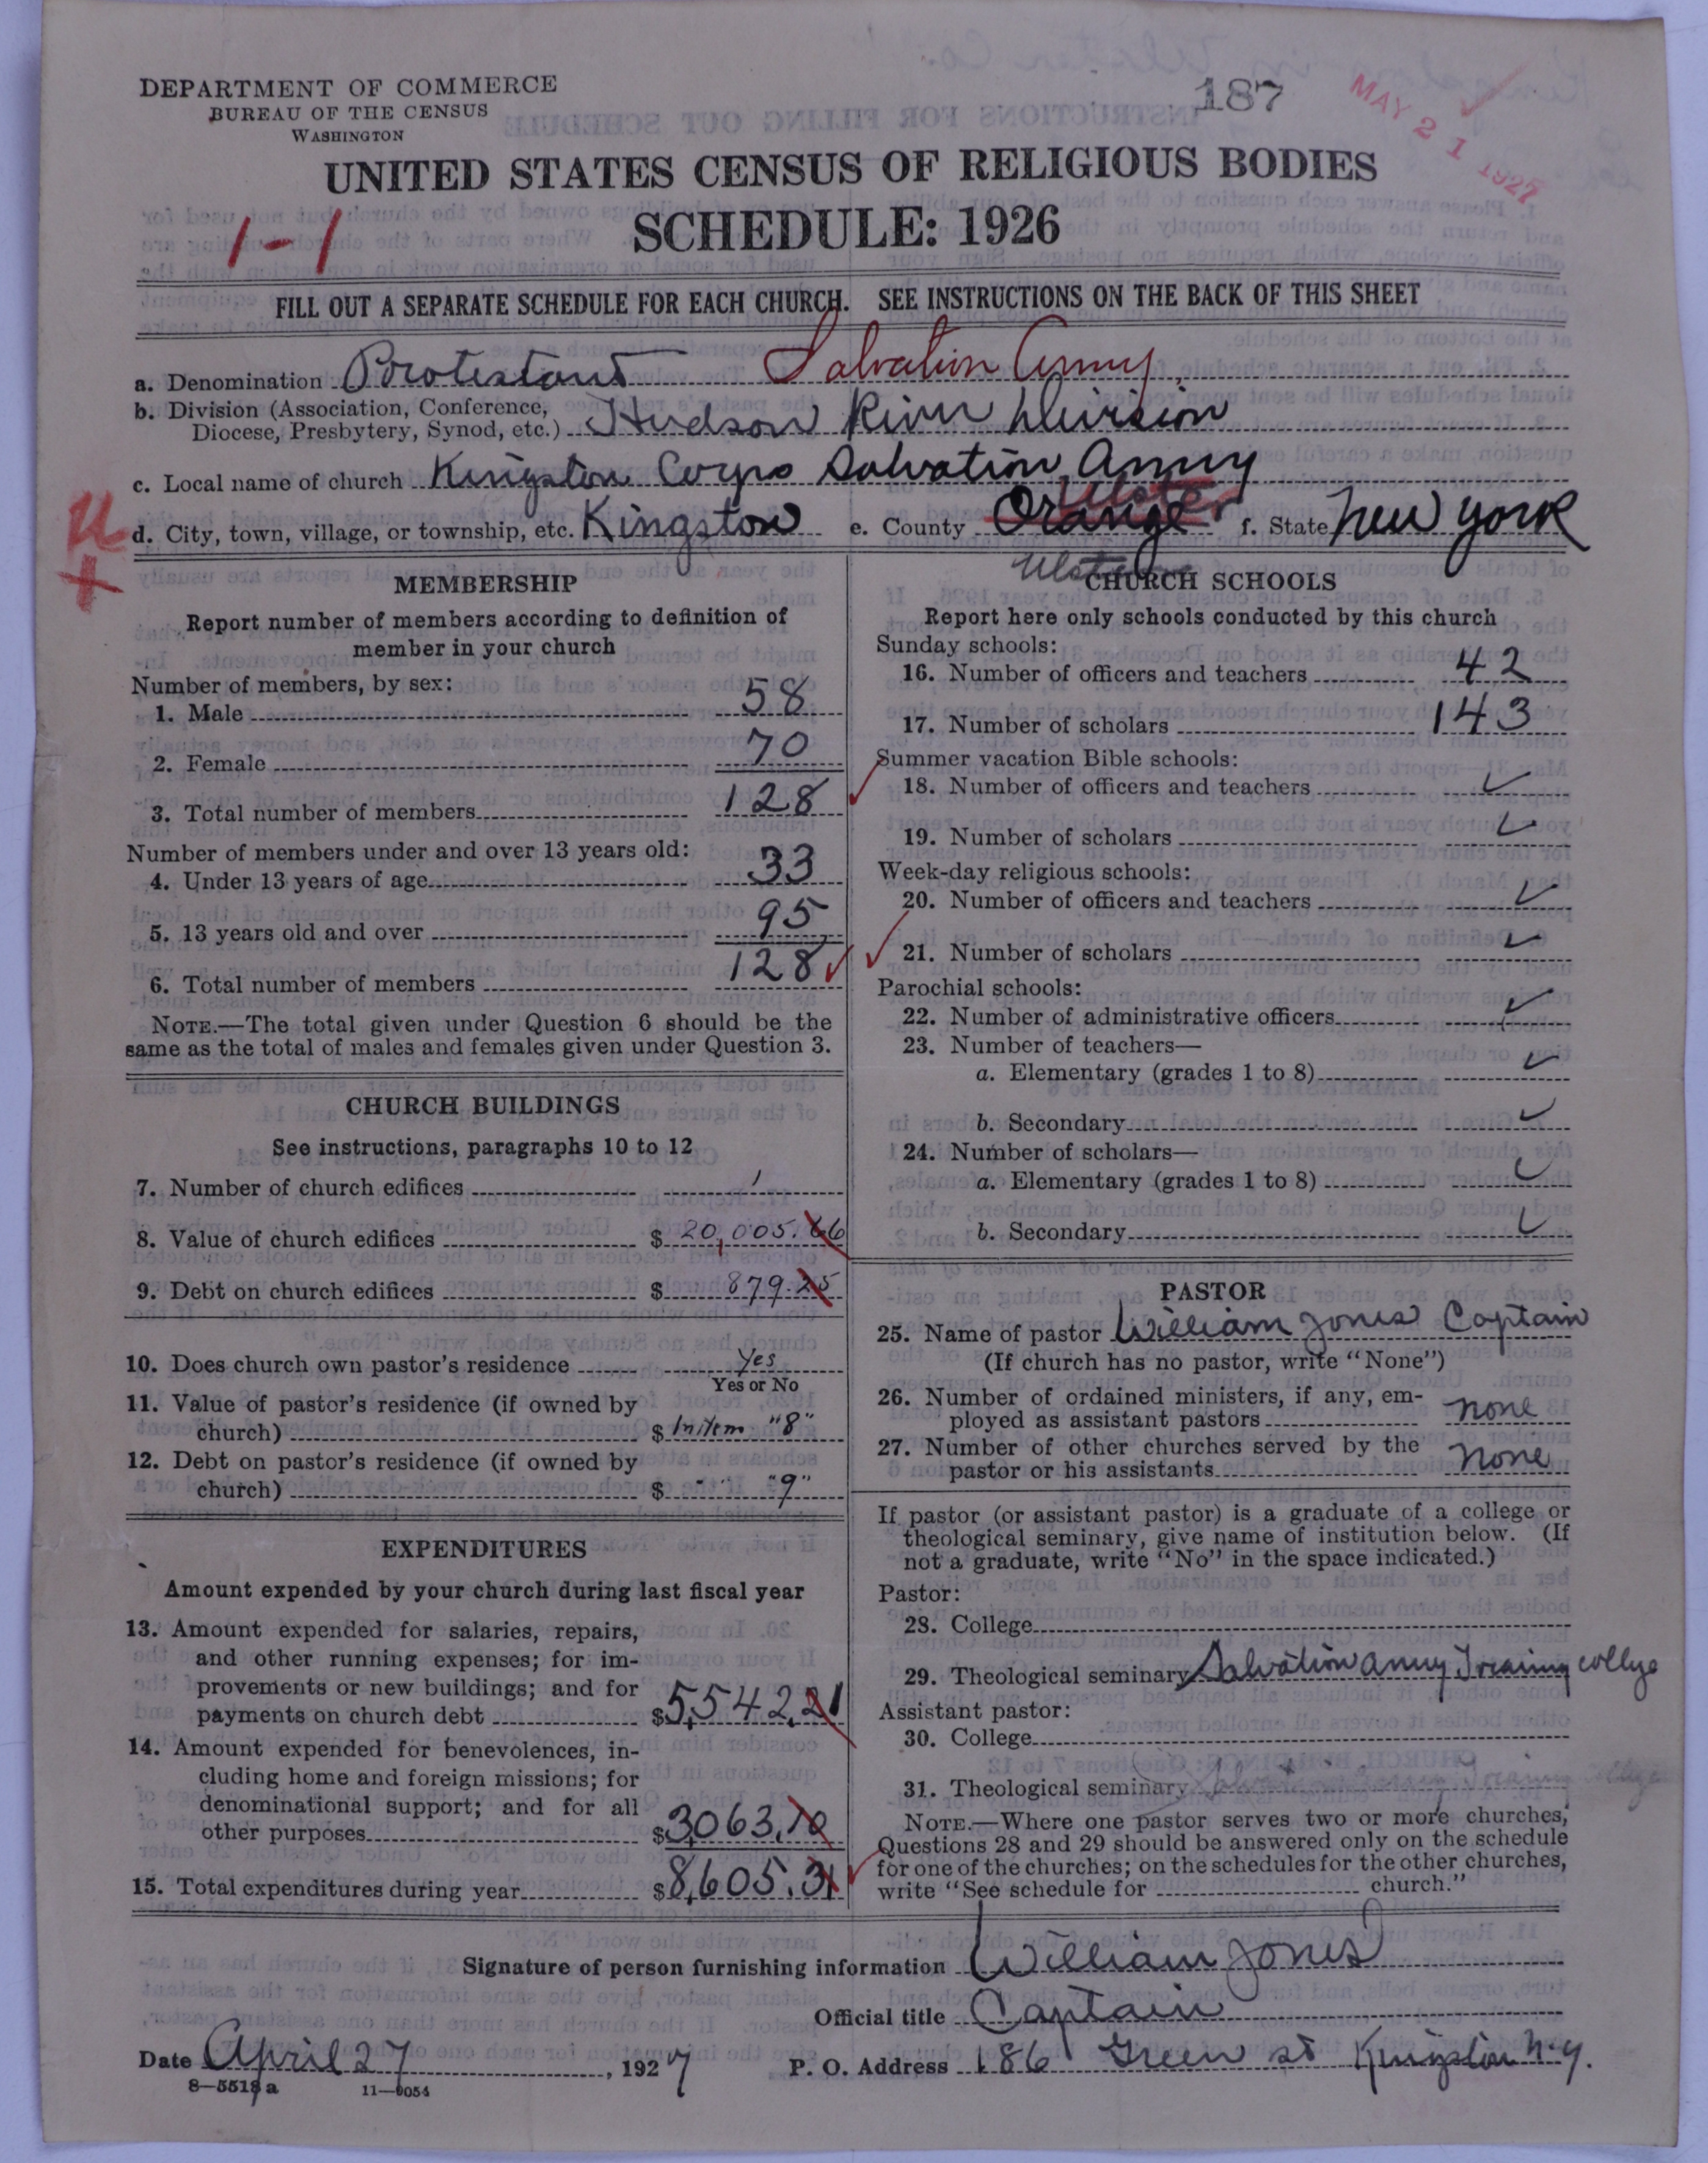 DEPARTMENT OF COMMERCE
BUREAU OF THE CENSUS
WASHINGTON
187
MAY 21 1927
UNITED STATES CENSUS OF RELIGIOUS BODIES
SCHEDULE: 1926
1-1
FILL OUT A SEPARATE SCHEDULE FOR EACH CHURCH. SEE INSTRUCTIONS ON THE BACK OF THIS SHEET
a. Denomination Protestant Salvation Army
b. Division (Association, Conference,
Diocese, Presbytery, Synod, etc.) Hudson River Division
c. Local name of church Kingston Corps Salvation Army
d. City, town, village, or township, etc. Kingston e. County Orange Ulster f. State New York
Ulster
MEMBERSHIP
Report number of members according to definition of
member in your church
Number of members, by sex:
1. Male 58
2. Female 70
3. Total number of members 128
Number of members under and over 13 years old:
4. Under 13 years of age 33
5. 13 years old and over 95
6. Total number of members 128
NOTE.—The total given under Question 6 should be the
same as the total of males and females given under Question 3.
CHURCH BUILDINGS
See instructions, paragraphs 10 to 12
7. Number of church edifices 1
8. Value of church edifices $ 20,005.66
9. Debt on church edifices $ 879.25
10. Does church own pastor's residence Yes
Yes or No
11. Value of pastor's residence (if owned by
church) $ In item "8"
12. Debt on pastor's residence (if owned by
church) $ " " "9"
EXPENDITURES
Amount expended by your church during last fiscal year
13. Amount expended for salaries, repairs,
and other running expenses; for im-
provements or new buildings; and for
payments on church debt $5,542.21
14. Amount expended for benevolences, in-
cluding home and foreign missions; for
denominational support; and for all
other purposes $3,063.10
15. Total expenditures during year $8,605.31
CHURCH SCHOOLS
Report here only schools conducted by this church
Sunday schools:
16. Number of officers and teachers 42
17. Number of scholars 143
Summer vacation Bible schools:
18. Number of officers and teachers ✓
19. Number of scholars ✓
Week-day religious schools:
20. Number of officers and teachers ✓
21. Number of scholars ✓
Parochial schools:
22. Number of administrative officers ✓
23. Number of teachers—
a. Elementary (grades 1 to 8) ✓
b. Secondary ✓
24. Number of scholars—
a. Elementary (grades 1 to 8) ✓
b. Secondary ✓
PASTOR
25. Name of pastor William Jones Captain
(If church has no pastor, write "None")
26. Number of ordained ministers, if any, em-
ployed as assistant pastors none
27. Number of other churches served by the
pastor or his assistants none
If pastor (or assistant pastor) is a graduate of a college or
theological seminary, give name of institution below. (If
not a graduate, write "No" in the space indicated.)
Pastor:
28. College
29. Theological seminary Salvation Army Training college
Assistant pastor:
30. College
31. Theological seminary Salvation Army Training College
NOTE.—Where one pastor serves two or more churches,
Questions 28 and 29 should be answered only on the schedule
for one of the churches; on the schedules for the other churches,
write "See schedule for church."
Signature of person furnishing information William Jones
Official title Captain
Date April 27, 1927 P. O. Address 186 Green st Kingston N.Y.
8—5518 a 11—9054